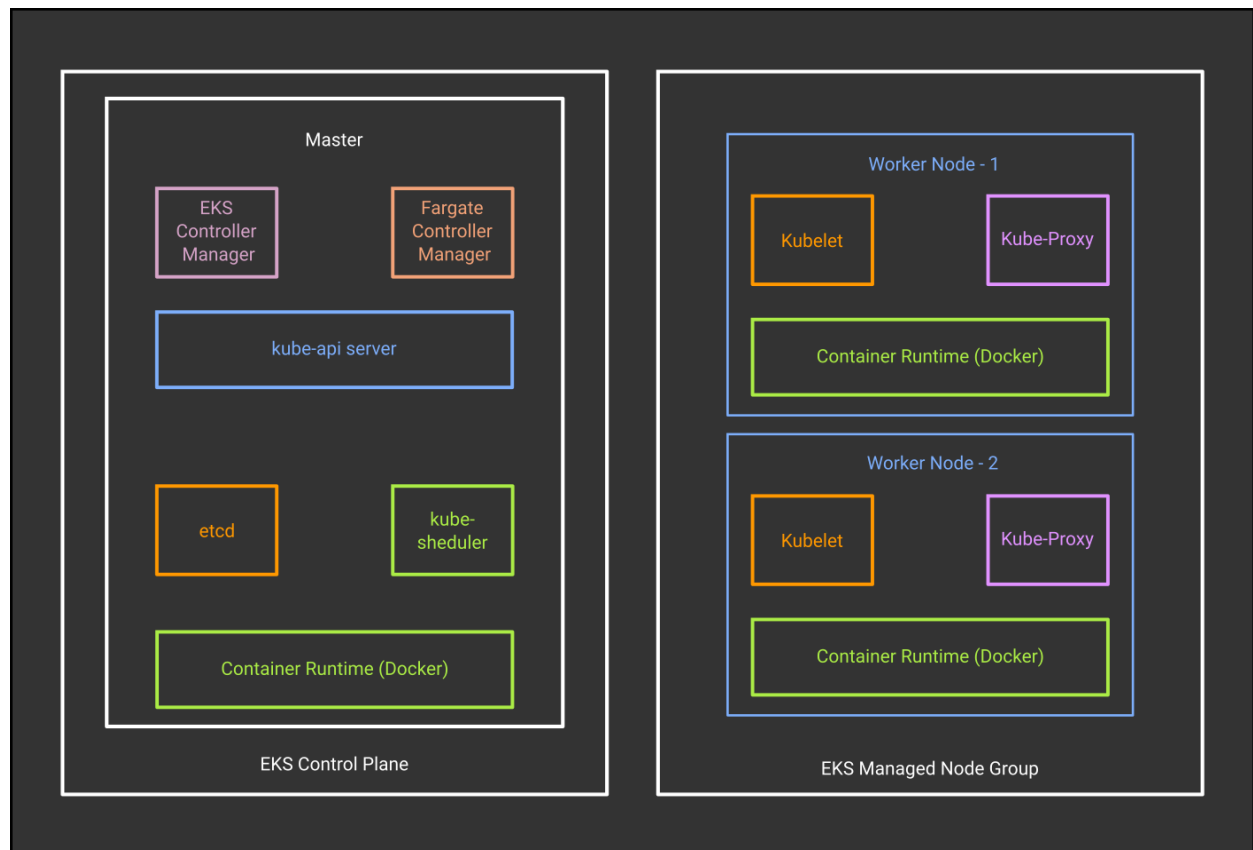 Master
EKS
Controller
Manager
Fargate
Controller
Manager
kube-api server
etcd
kube-
sheduler
Container Runtime (Docker)
EKS Control Plane
Worker Node - 1
Kubelet
Kube-Proxy
Container Runtime (Docker)
Worker Node - 2
Kubelet
Kube-Proxy
Container Runtime (Docker)
EKS Managed Node Group